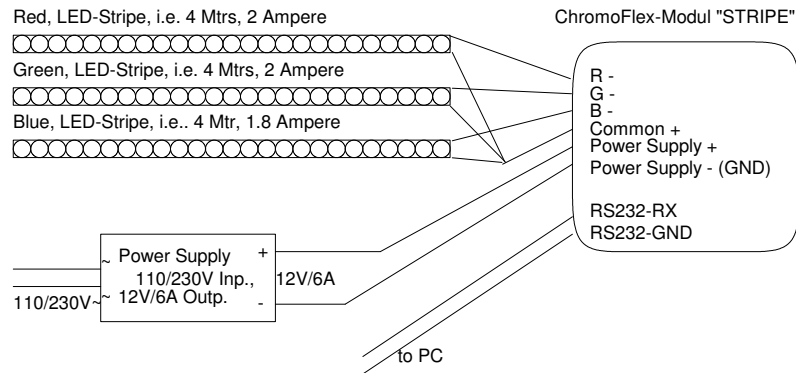 Red, LED-Stripe, i.e. 4 Mtrs, 2 Ampere
Green, LED-Stripe, i.e. 4 Mtrs, 2 Ampere
Blue, LED-Stripe, i.e.. 4 Mtr, 1.8 Ampere
ChromoFlex-Modul "STRIPE"
R -
G -
B -
Common +
Power Supply +
Power Supply - (GND)
RS232-RX
RS232-GND
~ Power Supply +
110/230V Inp., 12V/6A
110/230V~ ~ 12V/6A Outp. -
to PC